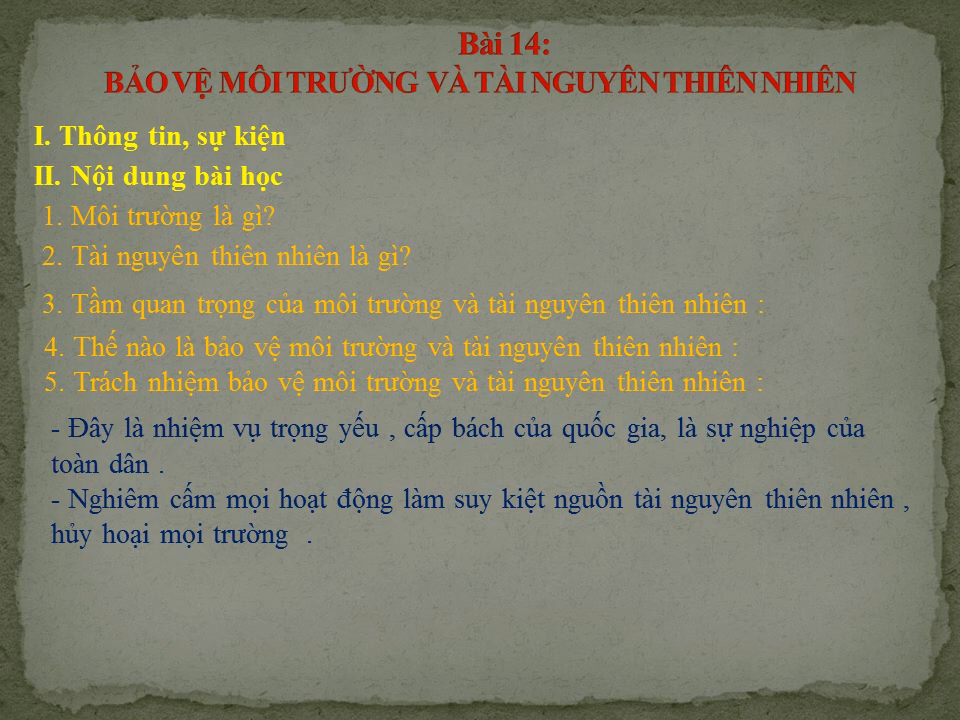 Bài 14:
BẢO VỆ MÔI TRƯỜNG VÀ TÀI NGUYÊN THIÊN NHIÊN
I. Thông tin, sự kiện
II. Nội dung bài học
1. Môi trường là gì?
2. Tài nguyên thiên nhiên là gì?
3. Tầm quan trọng của môi trường và tài nguyên thiên nhiên :
4. Thế nào là bảo vệ môi trường và tài nguyên thiên nhiên :
5. Trách nhiệm bảo vệ môi trường và tài nguyên thiên nhiên :
- Đây là nhiệm vụ trọng yếu , cấp bách của quốc gia, là sự nghiệp của
toàn dân .
- Nghiêm cấm mọi hoạt động làm suy kiệt nguồn tài nguyên thiên nhiên ,
hủy hoại mọi trường .